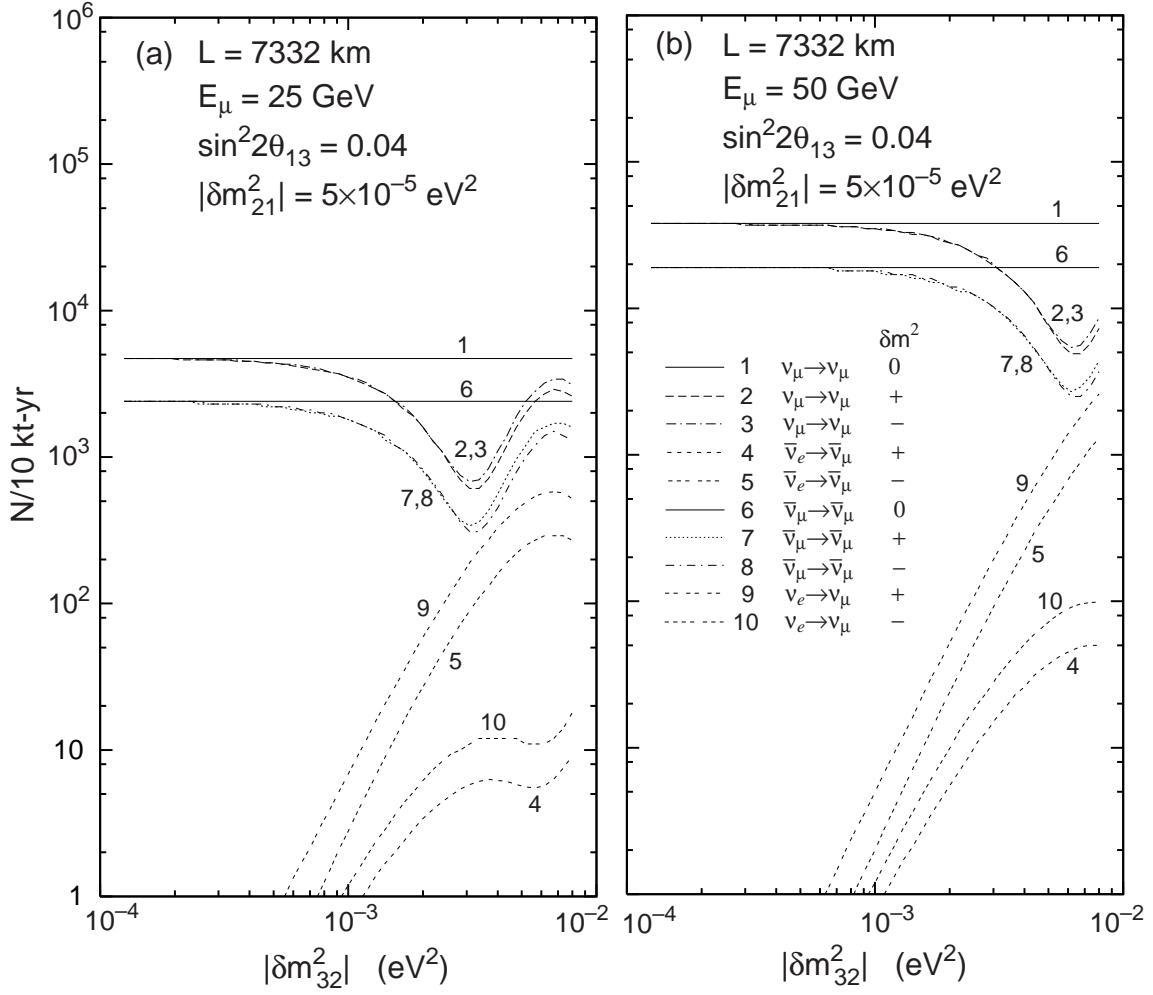 (a) L = 7332 km
E_μ = 25 GeV
sin²2θ₁₃ = 0.04
|δm²₂₁| = 5×10⁻⁵ eV²
10⁶
10⁵
10⁴
10³
10²
10
1
N/10 kt-yr
1
6
2,3
7,8
9
5
10
4
10⁻⁴
10⁻³
10⁻²
|δm²₃₂| (eV²)
(b) L = 7332 km
E_μ = 50 GeV
sin²2θ₁₃ = 0.04
|δm²₂₁| = 5×10⁻⁵ eV²
1
6
2,3
7,8
δm²
1 ν_μ→ν_μ 0
2 ν_μ→ν_μ +
3 ν_μ→ν_μ −
4 ν̅_e→ν̅_μ +
5 ν̅_e→ν̅_μ −
6 ν̅_μ→ν̅_μ 0
7 ν̅_μ→ν̅_μ +
8 ν̅_μ→ν̅_μ −
9 ν_e→ν_μ +
10 ν_e→ν_μ −
9
5
10
4
10⁻⁴
10⁻³
10⁻²
|δm²₃₂| (eV²)